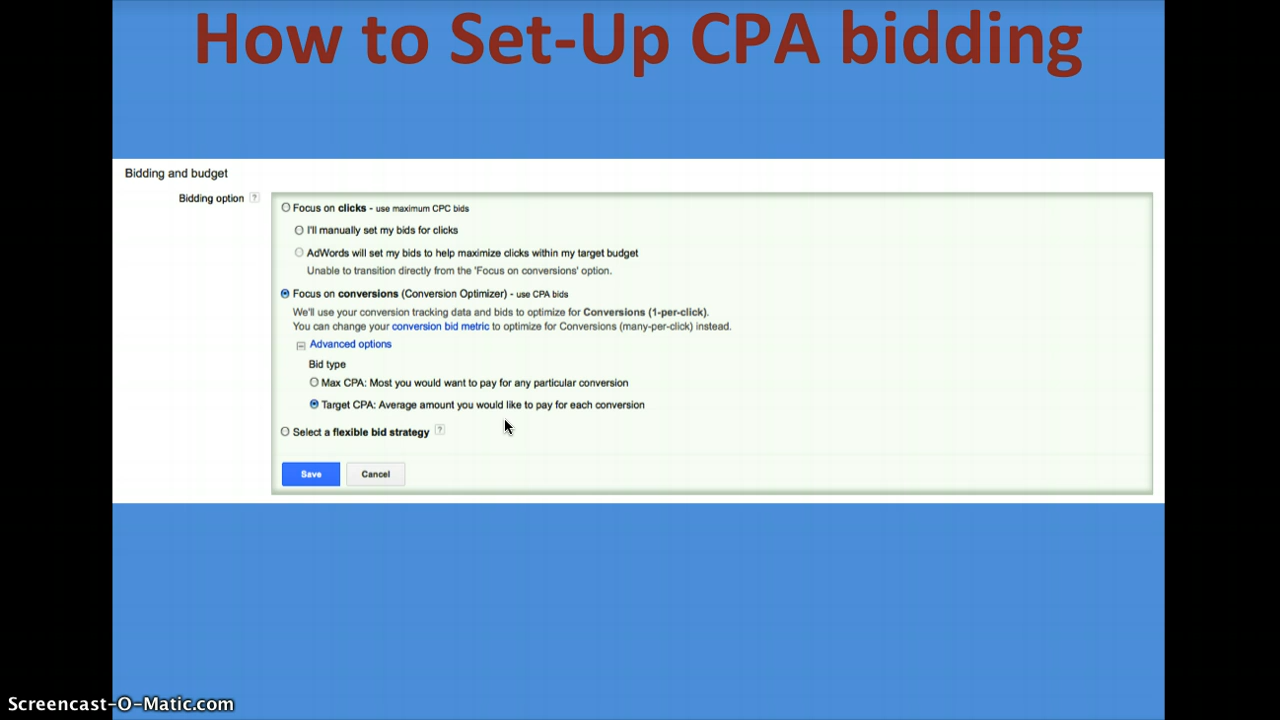 How to Set-Up CPA bidding
Bidding and budget
Bidding option ?
Focus on clicks - use maximum CPC bids
I'll manually set my bids for clicks
AdWords will set my bids to help maximize clicks within my target budget
Unable to transition directly from the 'Focus on conversions' option.
Focus on conversions (Conversion Optimizer) - use CPA bids
We'll use your conversion tracking data and bids to optimize for Conversions (1-per-click).
You can change your conversion bid metric to optimize for Conversions (many-per-click) instead.
Advanced options
Bid type
Max CPA: Most you would want to pay for any particular conversion
Target CPA: Average amount you would like to pay for each conversion
Select a flexible bid strategy ?
Save Cancel
Screencast-O-Matic.com